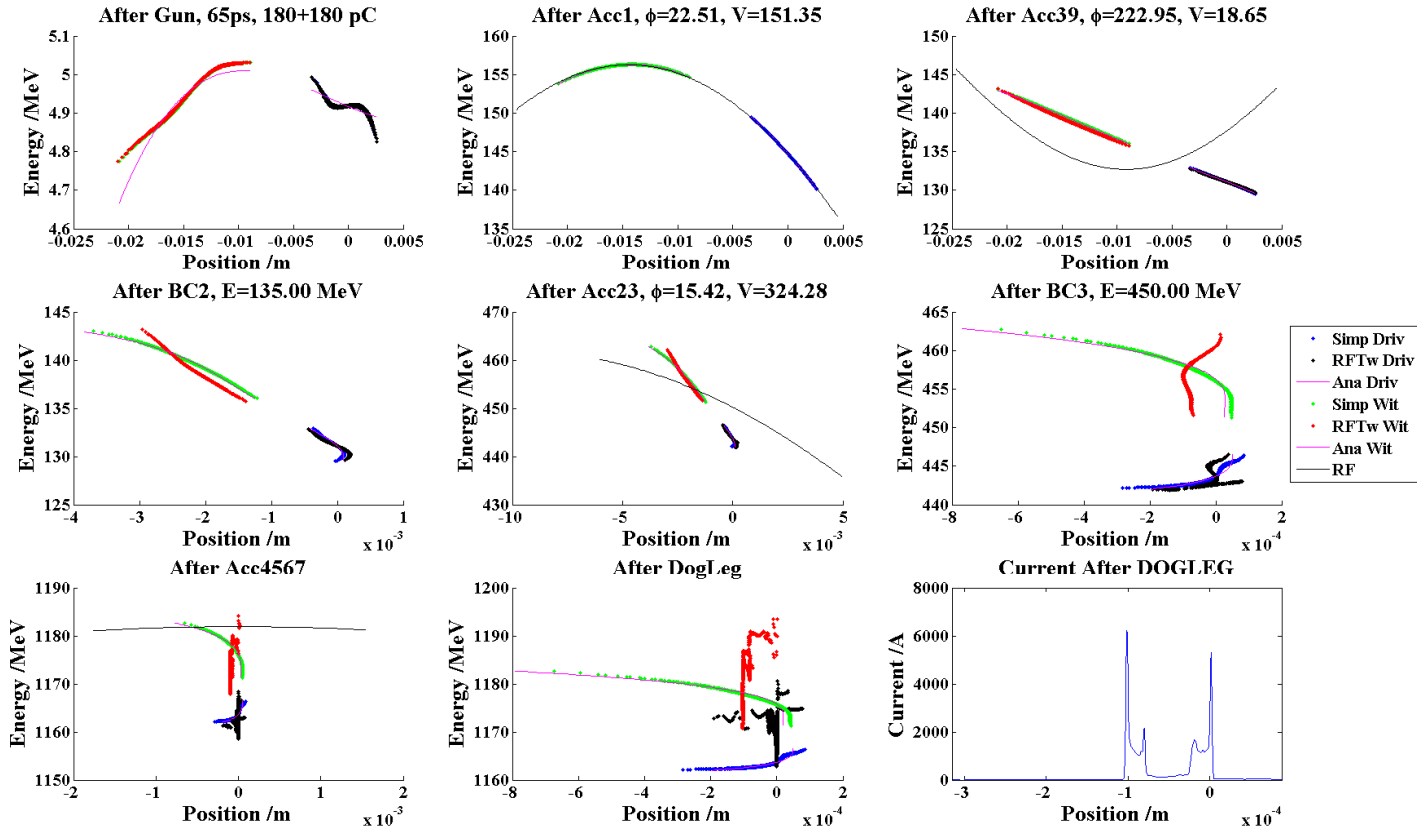 After Gun, 65ps, 180+180 pC
After Acc1, ϕ=22.51, V=151.35
After Acc39, ϕ=222.95, V=18.65
5.1
5
4.9
4.8
4.7
4.6
Energy /MeV
-0.025 -0.02 -0.015 -0.01 -0.005 0 0.005
Position /m
160
155
150
145
140
135
Energy /MeV
-0.025 -0.02 -0.015 -0.01 -0.005 0 0.005
Position /m
150
145
140
135
130
125
Energy /MeV
-0.025 -0.02 -0.015 -0.01 -0.005 0 0.005
Position /m
After BC2, E=135.00 MeV
After Acc23, ϕ=15.42, V=324.28
After BC3, E=450.00 MeV
145
140
135
130
125
Energy /MeV
-4 -3 -2 -1 0 1
Position /m
x 10⁻³
470
460
450
440
430
Energy /MeV
-10 -5 0 5
Position /m
x 10⁻³
465
460
455
450
445
440
Energy /MeV
-8 -6 -4 -2 0 2
Position /m
x 10⁻⁴
Simp Driv
RFTw Driv
Ana Driv
Simp Wit
RFTw Wit
Ana Wit
RF
After Acc4567
After DogLeg
Current After DOGLEG
1190
1180
1170
1160
1150
Energy /MeV
-2 -1 0 1 2
Position /m
x 10⁻³
1200
1190
1180
1170
1160
Energy /MeV
-8 -6 -4 -2 0 2 4
Position /m
x 10⁻⁴
8000
6000
4000
2000
0
Current /A
-3 -2 -1 0
Position /m
x 10⁻⁴